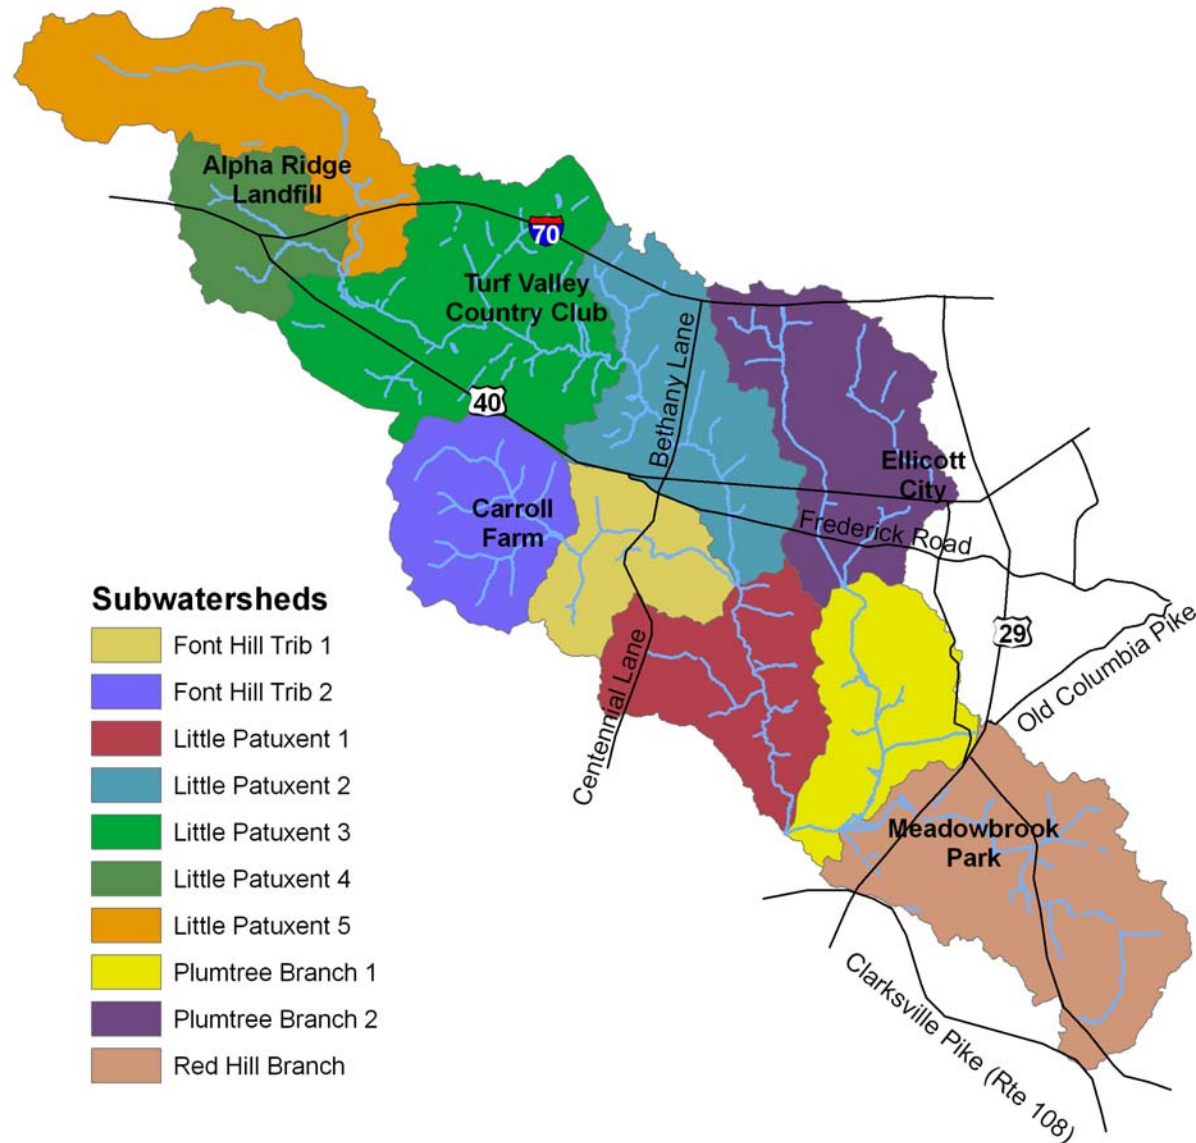 Alpha Ridge
Landfill
70
Turf Valley
Country Club
Bethany Lane
40
Ellicott
City
Carroll
Farm
Frederick Road
Subwatersheds
Font Hill Trib 1
Font Hill Trib 2
Little Patuxent 1
Little Patuxent 2
Little Patuxent 3
Little Patuxent 4
Little Patuxent 5
Plumtree Branch 1
Plumtree Branch 2
Red Hill Branch
29
Old Columbia Pike
Centennial Lane
Meadowbrook
Park
Clarksville Pike (Rte 108)